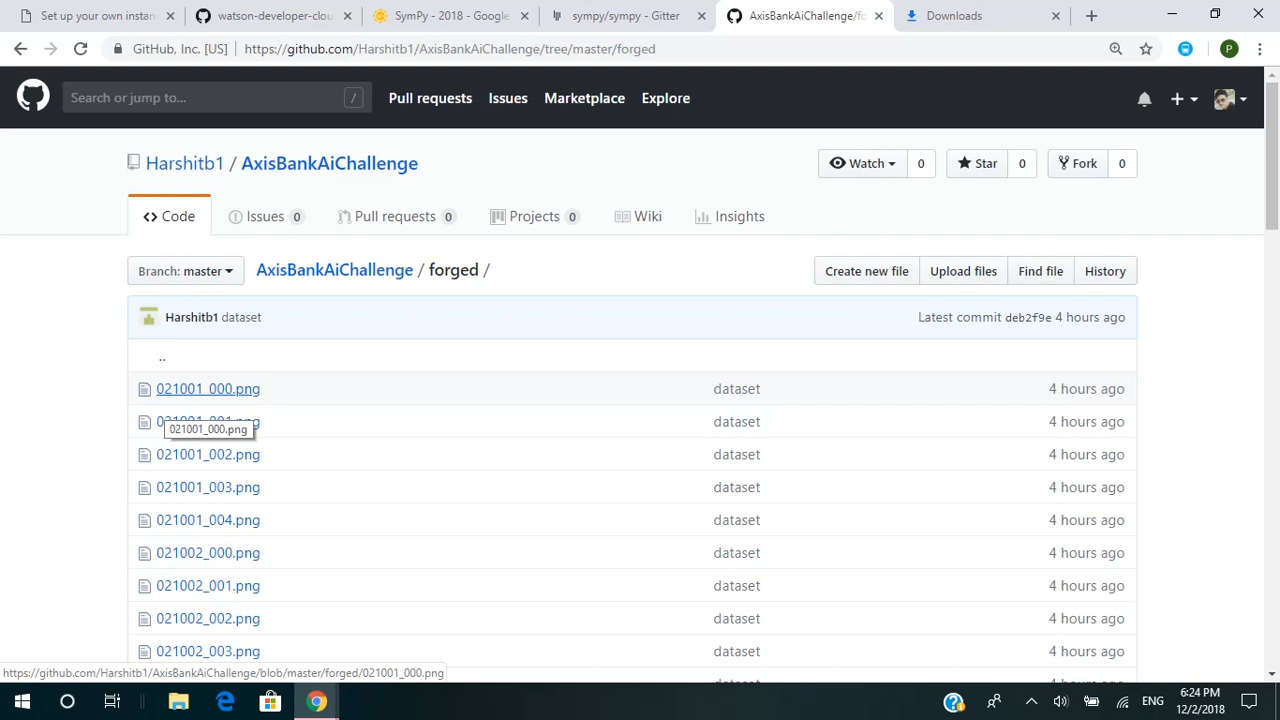 Set up your own instan
watson-developer-clou
SymPy - 2018 - Google
sympy/sympy - Gitter
AxisBankAiChallenge/fo
Downloads
GitHub, Inc. [US]
https://github.com/Harshitb1/AxisBankAiChallenge/tree/master/forged
P
Search or jump to...
/
Pull requests
Issues
Marketplace
Explore
Harshitb1 / AxisBankAiChallenge
Watch 0
Star 0
Fork 0
<> Code
Issues 0
Pull requests 0
Projects 0
Wiki
Insights
Branch: master
AxisBankAiChallenge / forged /
Create new file
Upload files
Find file
History
Harshitb1 dataset
Latest commit deb2f9e 4 hours ago
..
021001_000.png dataset 4 hours ago
021001_001.png dataset 4 hours ago
021001_000.png
021001_002.png dataset 4 hours ago
021001_003.png dataset 4 hours ago
021001_004.png dataset 4 hours ago
021002_000.png dataset 4 hours ago
021002_001.png dataset 4 hours ago
021002_002.png dataset 4 hours ago
021002_003.png dataset 4 hours ago
https://github.com/Harshitb1/AxisBankAiChallenge/blob/master/forged/021001_000.png
ENG
6:24 PM
12/2/2018